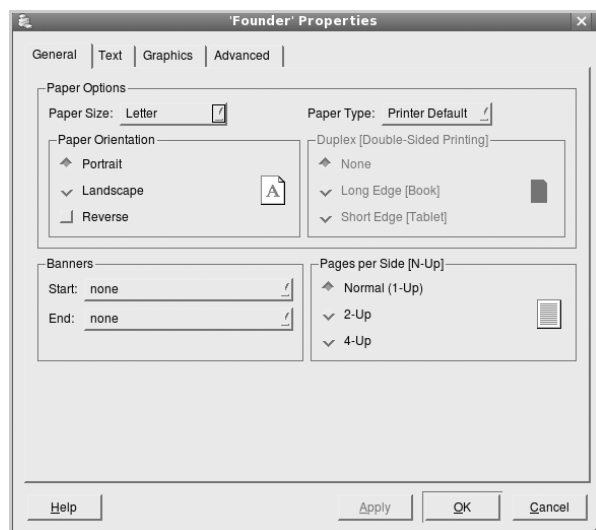 'Founder' Properties
General Text Graphics Advanced
Paper Options
Paper Size: Letter
Paper Type: Printer Default
Paper Orientation
Portrait
Landscape
Reverse
A
Duplex [Double-Sided Printing]
None
Long Edge [Book]
Short Edge [Tablet]
Banners
Start: none
End: none
Pages per Side [N-Up]
Normal (1-Up)
2-Up
4-Up
Help Apply OK Cancel